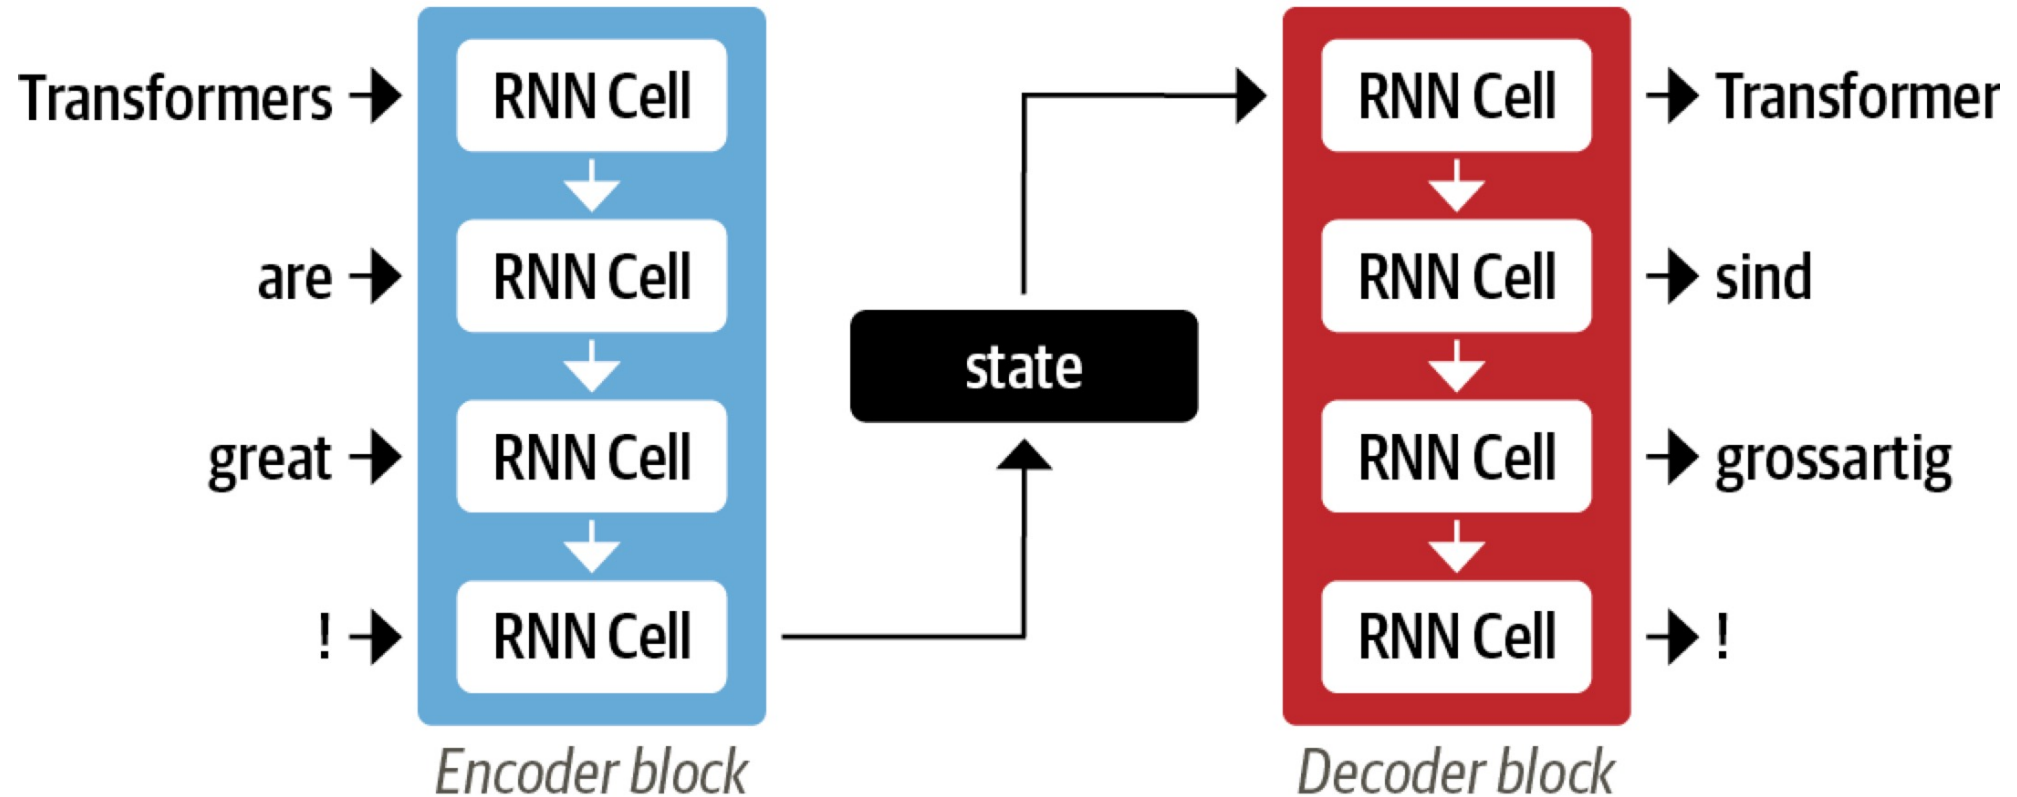 Transformers
RNN Cell
are
RNN Cell
great
RNN Cell
!
RNN Cell
Encoder block
state
RNN Cell
Transformer
RNN Cell
sind
RNN Cell
grossartig
RNN Cell
!
Decoder block